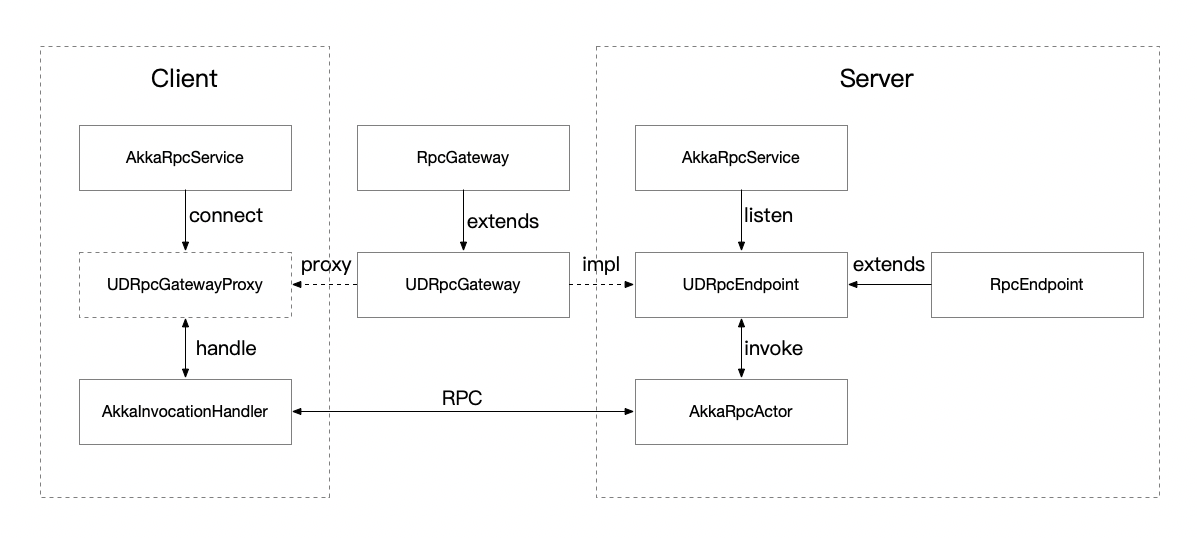 Client
Server
AkkaRpcService
RpcGateway
AkkaRpcService
connect
extends
listen
proxy
impl
extends
UDRpcGatewayProxy
UDRpcGateway
UDRpcEndpoint
RpcEndpoint
handle
invoke
RPC
AkkaInvocationHandler
AkkaRpcActor